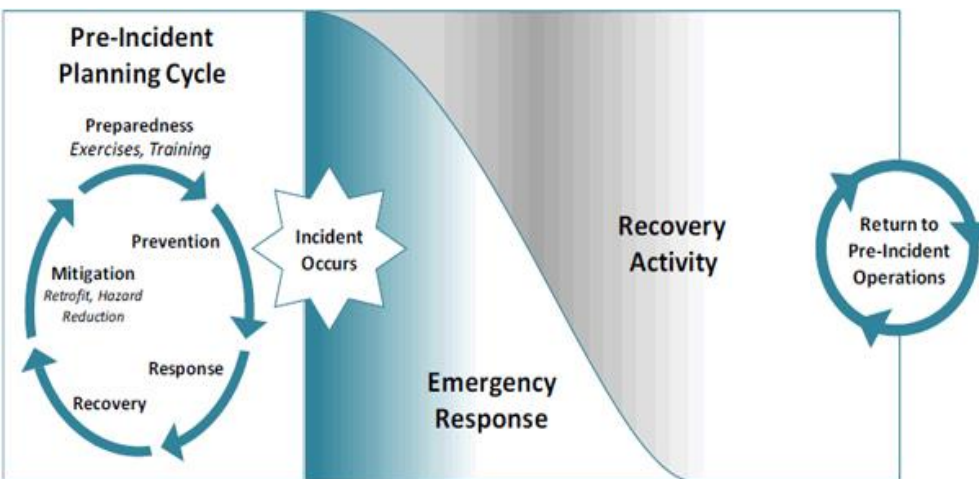 Pre-Incident
Planning Cycle
Preparedness
Exercises, Training
Prevention
Mitigation
Retrofit, Hazard
Reduction
Response
Recovery
Incident
Occurs
Emergency
Response
Recovery
Activity
Return to
Pre-Incident
Operations